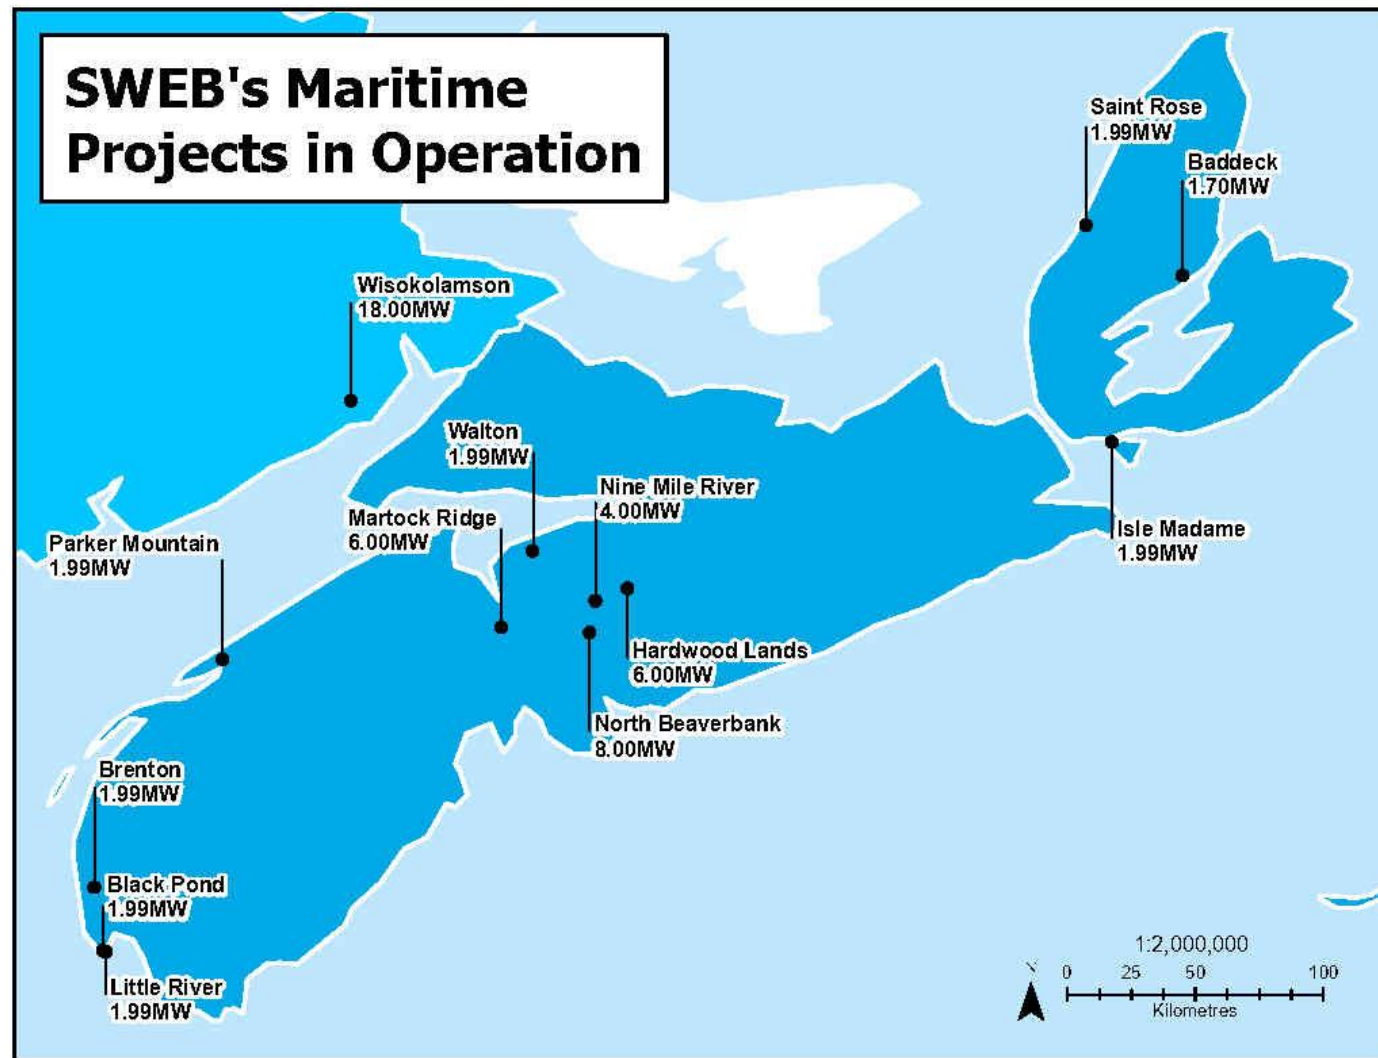 SWEB's Maritime
Projects in Operation
Saint Rose
1.99MW
Baddeck
1.70MW
Wisokolamson
18.00MW
Walton
1.99MW
Nine Mile River
4.00MW
Martock Ridge
6.00MW
Isle Madame
1.99MW
Parker Mountain
1.99MW
Hardwood Lands
6.00MW
North Beaverbank
8.00MW
Brenton
1.99MW
Black Pond
1.99MW
Little River
1.99MW
1:2,000,000
N 0 25 50 100
Kilometres